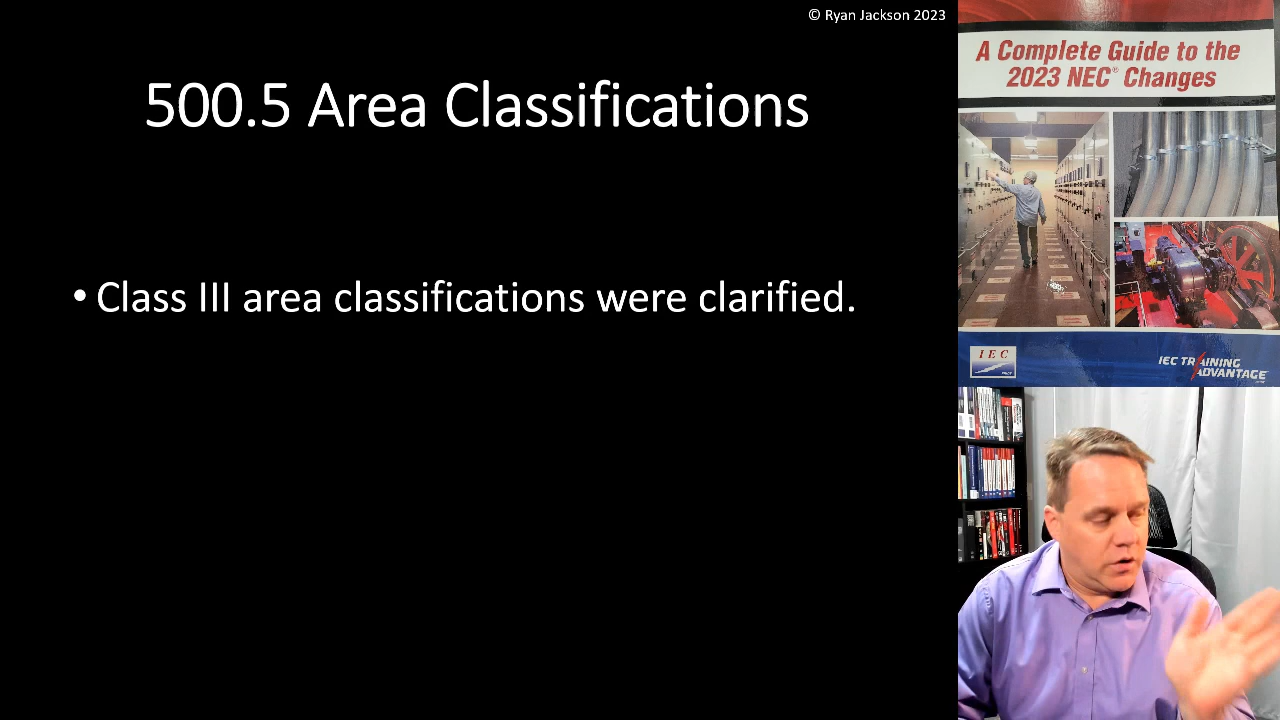 © Ryan Jackson 2023
500.5 Area Classifications
• Class III area classifications were clarified.
A Complete Guide to the
2023 NEC® Changes
IEC
IEC TRAINING
ADVANTAGE